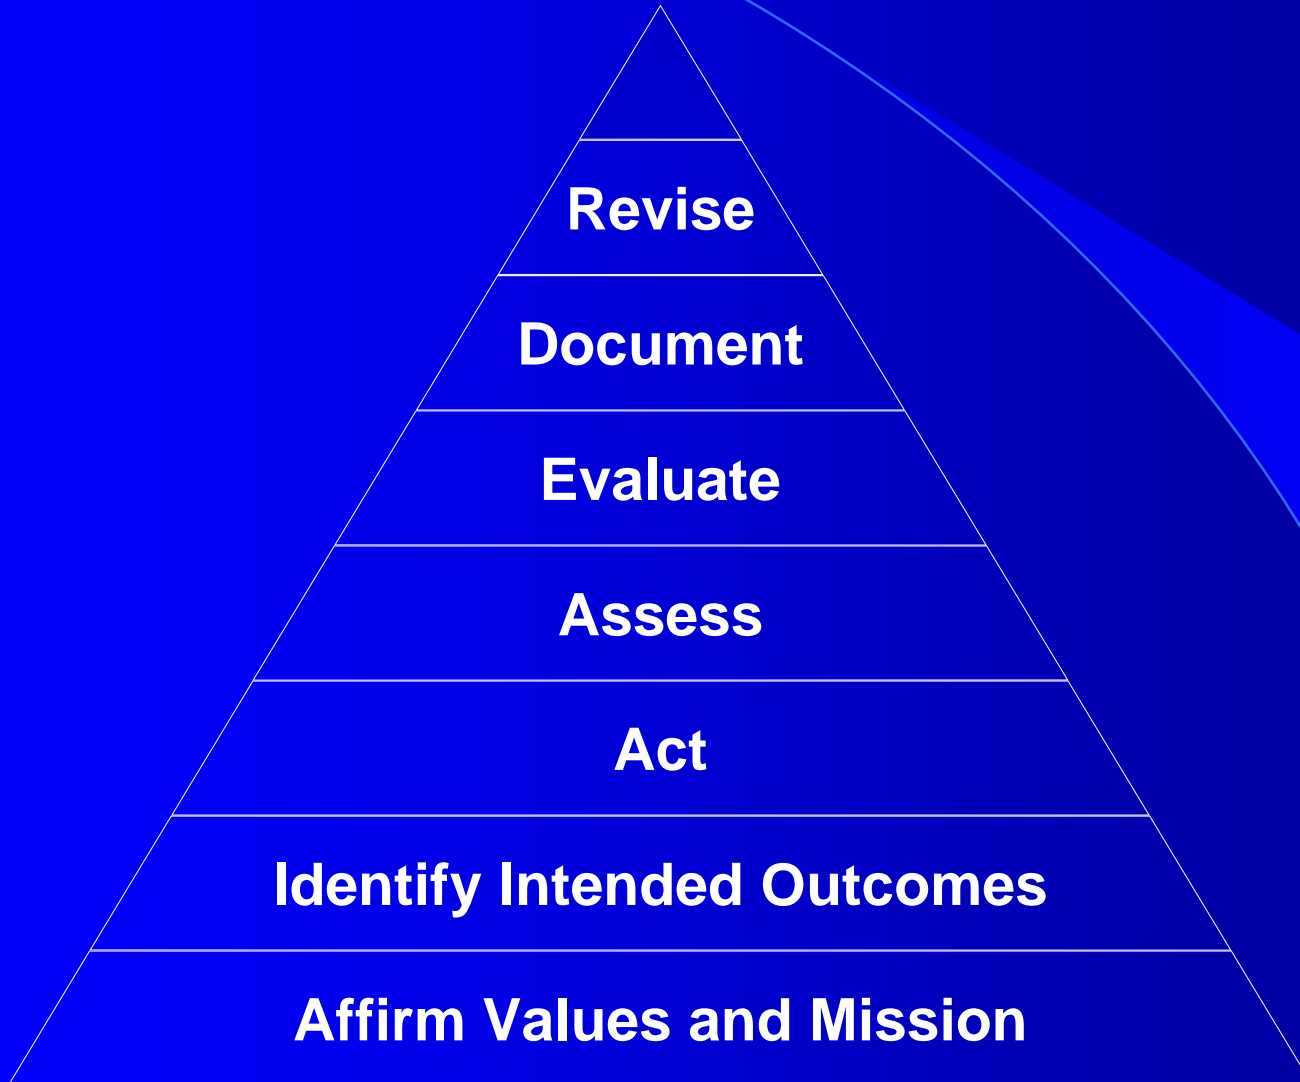 Revise
Document
Evaluate
Assess
Act
Identify Intended Outcomes
Affirm Values and Mission